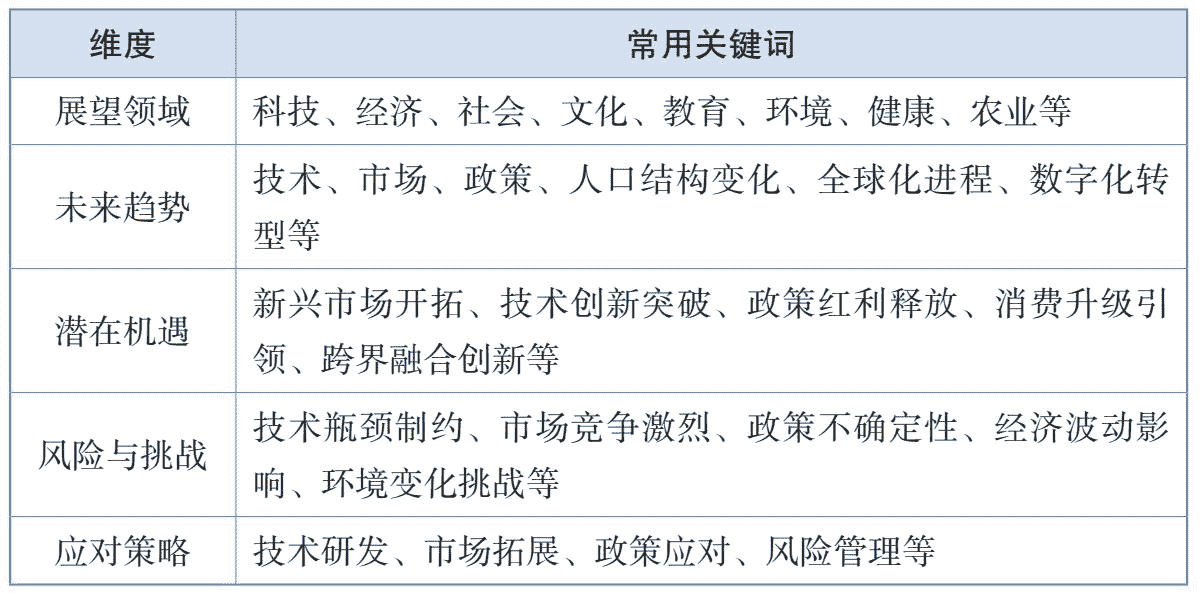 维度 常用关键词
展望领域 科技、经济、社会、文化、教育、环境、健康、农业等
未来趋势 技术、市场、政策、人口结构变化、全球化进程、数字化转
型等
潜在机遇 新兴市场开拓、技术创新突破、政策红利释放、消费升级引
领、跨界融合创新等
风险与挑战 技术瓶颈制约、市场竞争激烈、政策不确定性、经济波动影
响、环境变化挑战等
应对策略 技术研发、市场拓展、政策应对、风险管理等